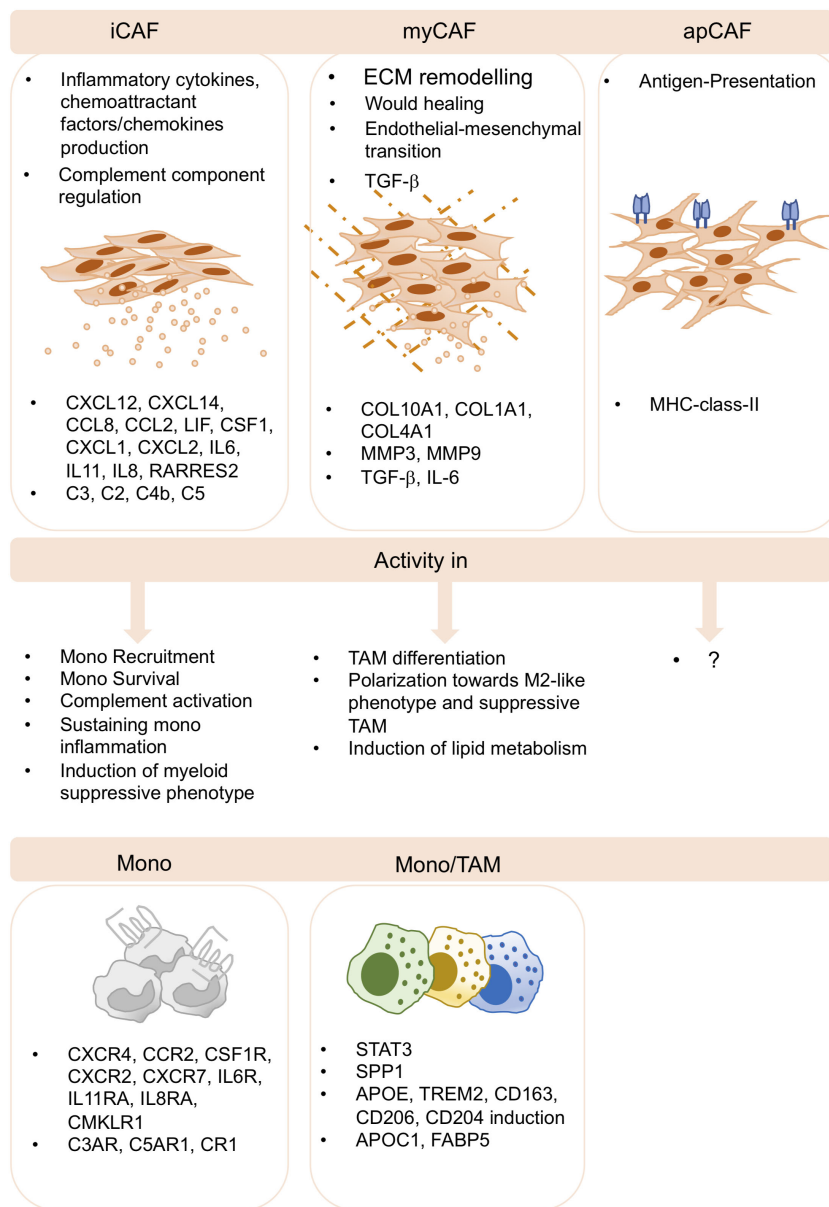 iCAF
myCAF
apCAF
• Inflammatory cytokines,
chemoattractant
factors/chemokines
production
• Complement component
regulation
• ECM remodelling
• Would healing
• Endothelial-mesenchymal
transition
• TGF-β
• Antigen-Presentation
• CXCL12, CXCL14,
CCL8, CCL2, LIF, CSF1,
CXCL1, CXCL2, IL6,
IL11, IL8, RARRES2
• C3, C2, C4b, C5
• COL10A1, COL1A1,
COL4A1
• MMP3, MMP9
• TGF-β, IL-6
• MHC-class-II
Activity in
• Mono Recruitment
• Mono Survival
• Complement activation
• Sustaining mono
inflammation
• Induction of myeloid
suppressive phenotype
• TAM differentiation
• Polarization towards M2-like
phenotype and suppressive
TAM
• Induction of lipid metabolism
• ?
Mono
Mono/TAM
• CXCR4, CCR2, CSF1R,
CXCR2, CXCR7, IL6R,
IL11RA, IL8RA,
CMKLR1
• C3AR, C5AR1, CR1
• STAT3
• SPP1
• APOE, TREM2, CD163,
CD206, CD204 induction
• APOC1, FABP5